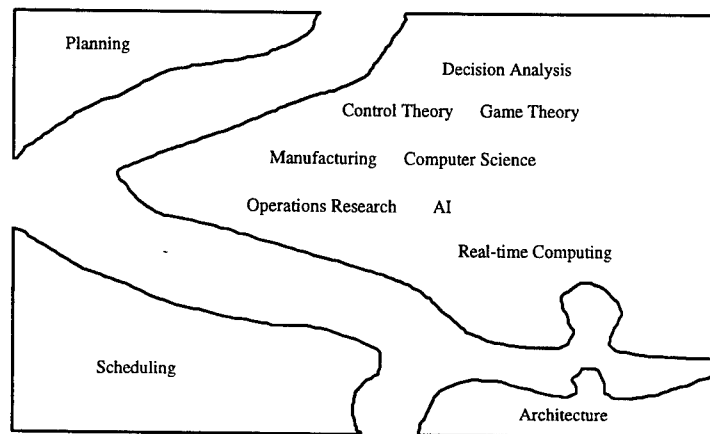 Planning
Decision Analysis
Control Theory Game Theory
Manufacturing Computer Science
Operations Research AI
Real-time Computing
Scheduling
Architecture